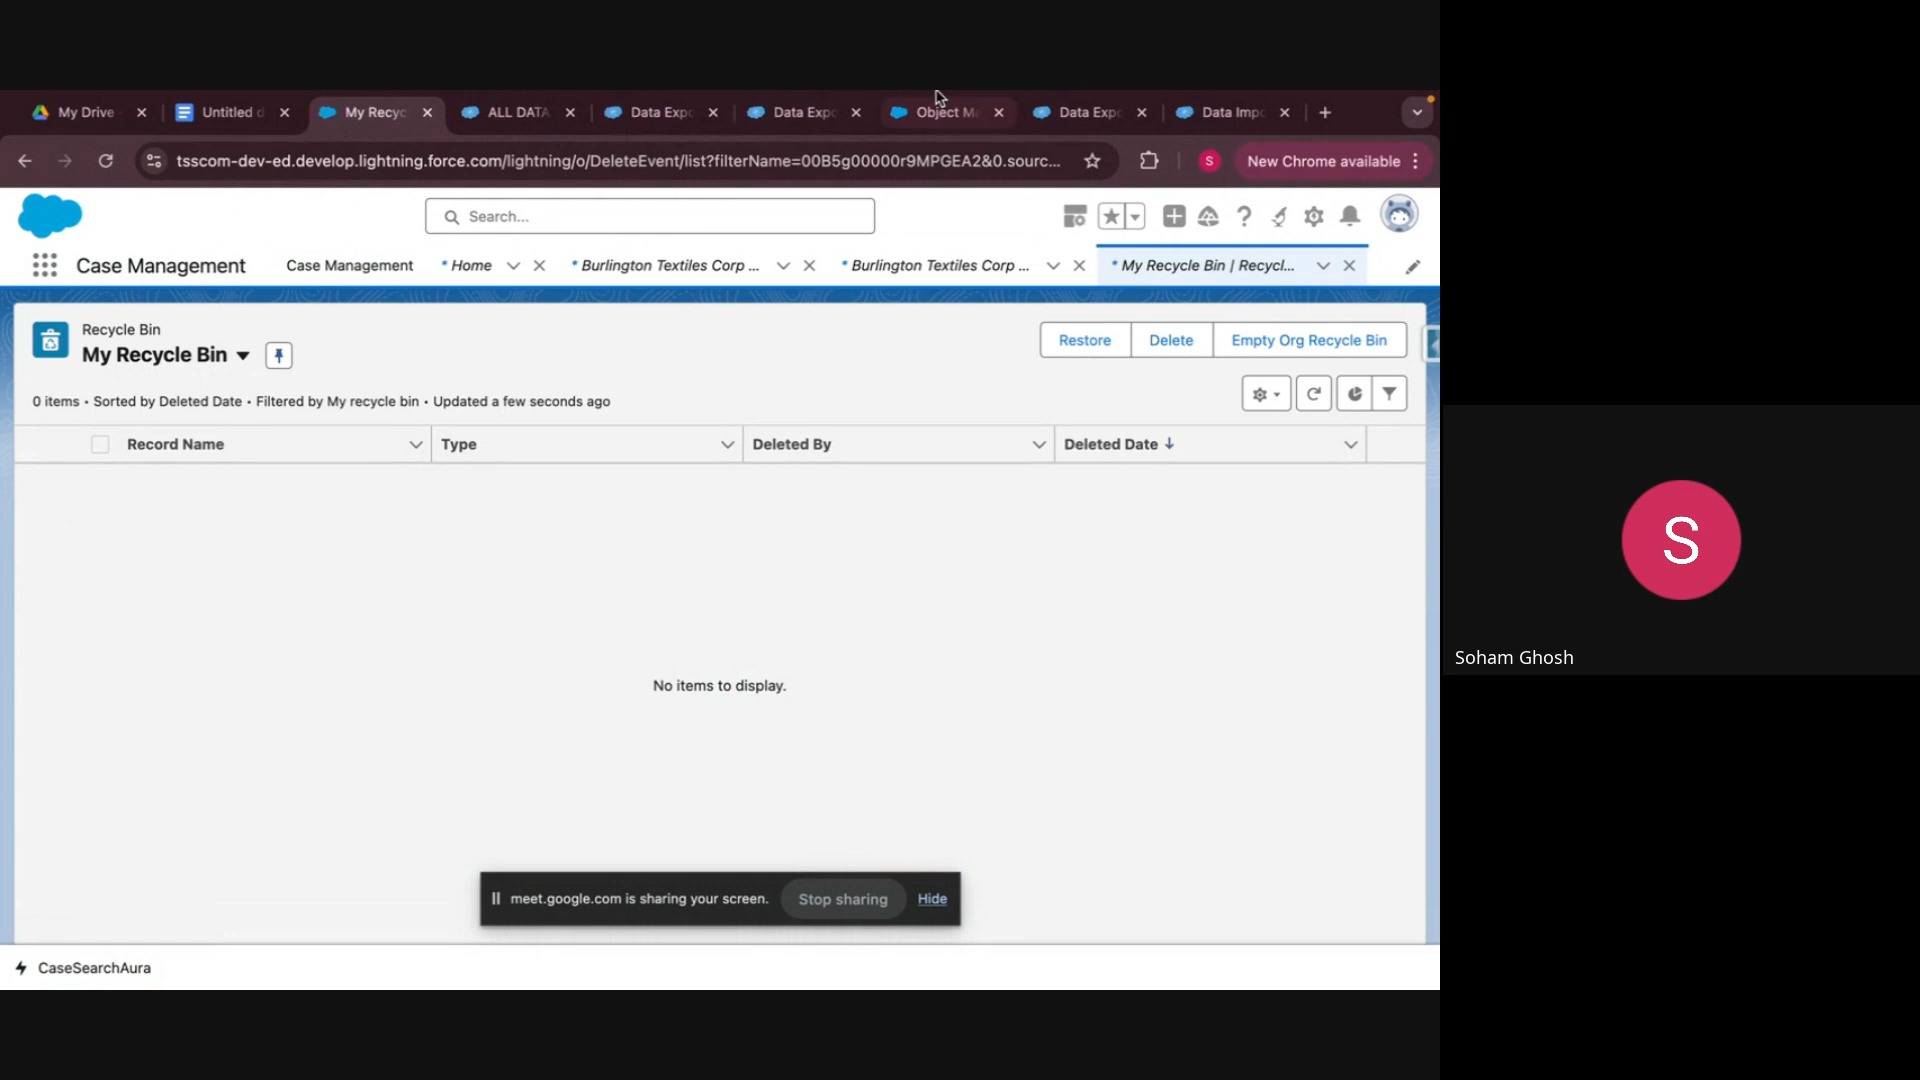 My Drive
Untitled d
My Recyc
ALL DATA
Data Expo
Data Expo
Object Ma
Data Expo
Data Impo
tsscom-dev-ed.develop.lightning.force.com/lightning/o/DeleteEvent/list?filterName=00B5g00000r9MPGEA2&0.sourc...
S
New Chrome available
Search...
Case Management
Case Management
* Home
* Burlington Textiles Corp ...
* Burlington Textiles Corp ...
* My Recycle Bin | Recycl...
Recycle Bin
My Recycle Bin
Restore
Delete
Empty Org Recycle Bin
0 items • Sorted by Deleted Date • Filtered by My recycle bin • Updated a few seconds ago
Record Name
Type
Deleted By
Deleted Date
No items to display.
S
Soham Ghosh
meet.google.com is sharing your screen.
Stop sharing
Hide
CaseSearchAura